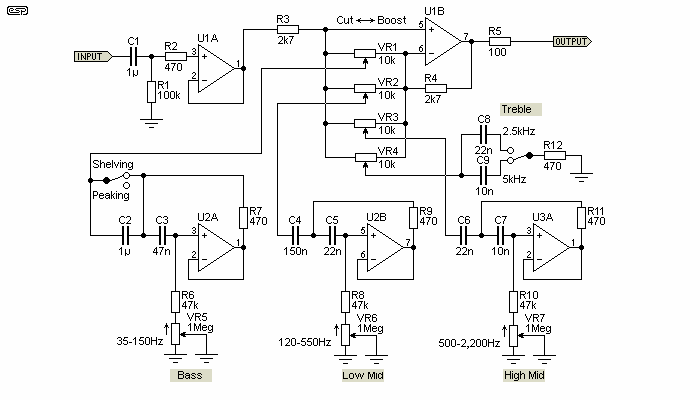 esp
U1A
C1
R3
R2
INPUT
3
+
2
-
1
470
1µ
R1
100k
2k7
Cut
Boost
U1B
5
+
6
-
7
R5
100
OUTPUT
VR1
10k
VR2
10k
VR3
10k
VR4
10k
R4
2k7
Treble
C8
2.5kHz
22n
C9
10n
5kHz
R12
470
Shelving
Peaking
C2
1µ
C3
47n
U2A
3
+
2
-
1
R7
470
R6
47k
VR5
1Meg
35-150Hz
Bass
C4
150n
C5
22n
U2B
5
+
6
-
7
R9
470
R8
47k
VR6
1Meg
120-550Hz
Low Mid
C6
22n
C7
10n
U3A
3
+
2
-
1
R11
470
R10
47k
VR7
1Meg
500-2,200Hz
High Mid